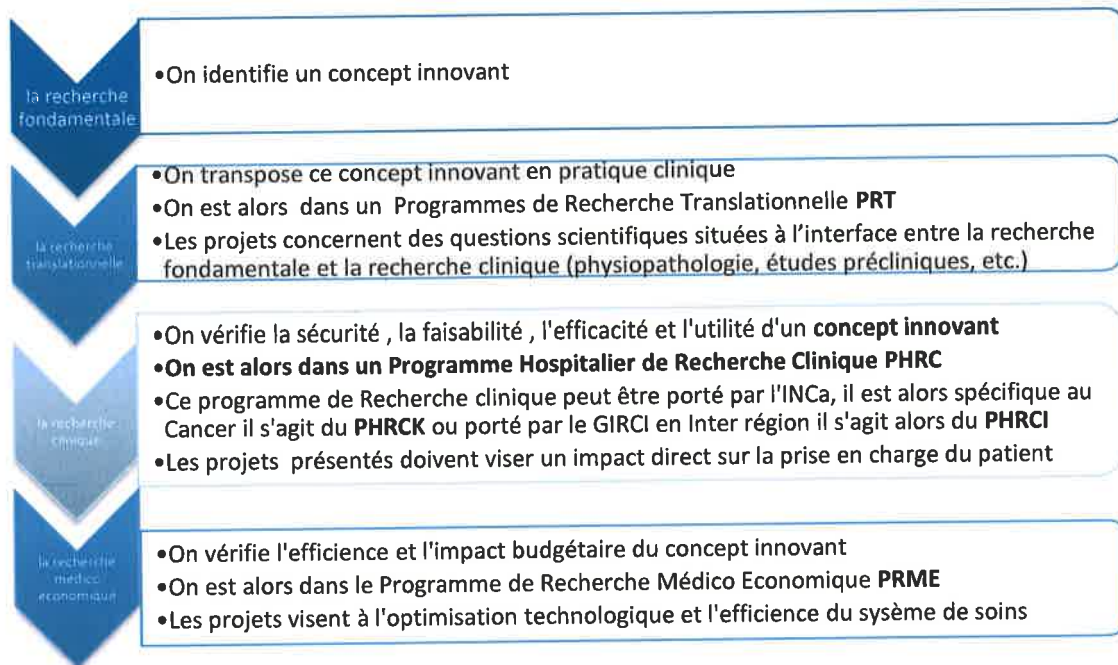 la recherche
fondamentale
•On identifie un concept innovant
la recherche
translationnelle
•On transpose ce concept innovant en pratique clinique
•On est alors dans un Programmes de Recherche Translationnelle PRT
•Les projets concernent des questions scientifiques situées à l'interface entre la recherche
fondamentale et la recherche clinique (physiopathologie, études précliniques, etc.)
la recherche
clinique
•On vérifie la sécurité , la faisabilité , l'efficacité et l'utilité d'un concept innovant
•On est alors dans un Programme Hospitalier de Recherche Clinique PHRC
•Ce programme de Recherche clinique peut être porté par l'INCa, il est alors spécifique au
Cancer il s'agit du PHRCK ou porté par le GIRCI en Inter région il s'agit alors du PHRCI
•Les projets présentés doivent viser un impact direct sur la prise en charge du patient
la recherche
médico
economique
•On vérifie l'efficience et l'impact budgétaire du concept innovant
•On est alors dans le Programme de Recherche Médico Economique PRME
•Les projets visent à l'optimisation technologique et l'efficience du sysème de soins